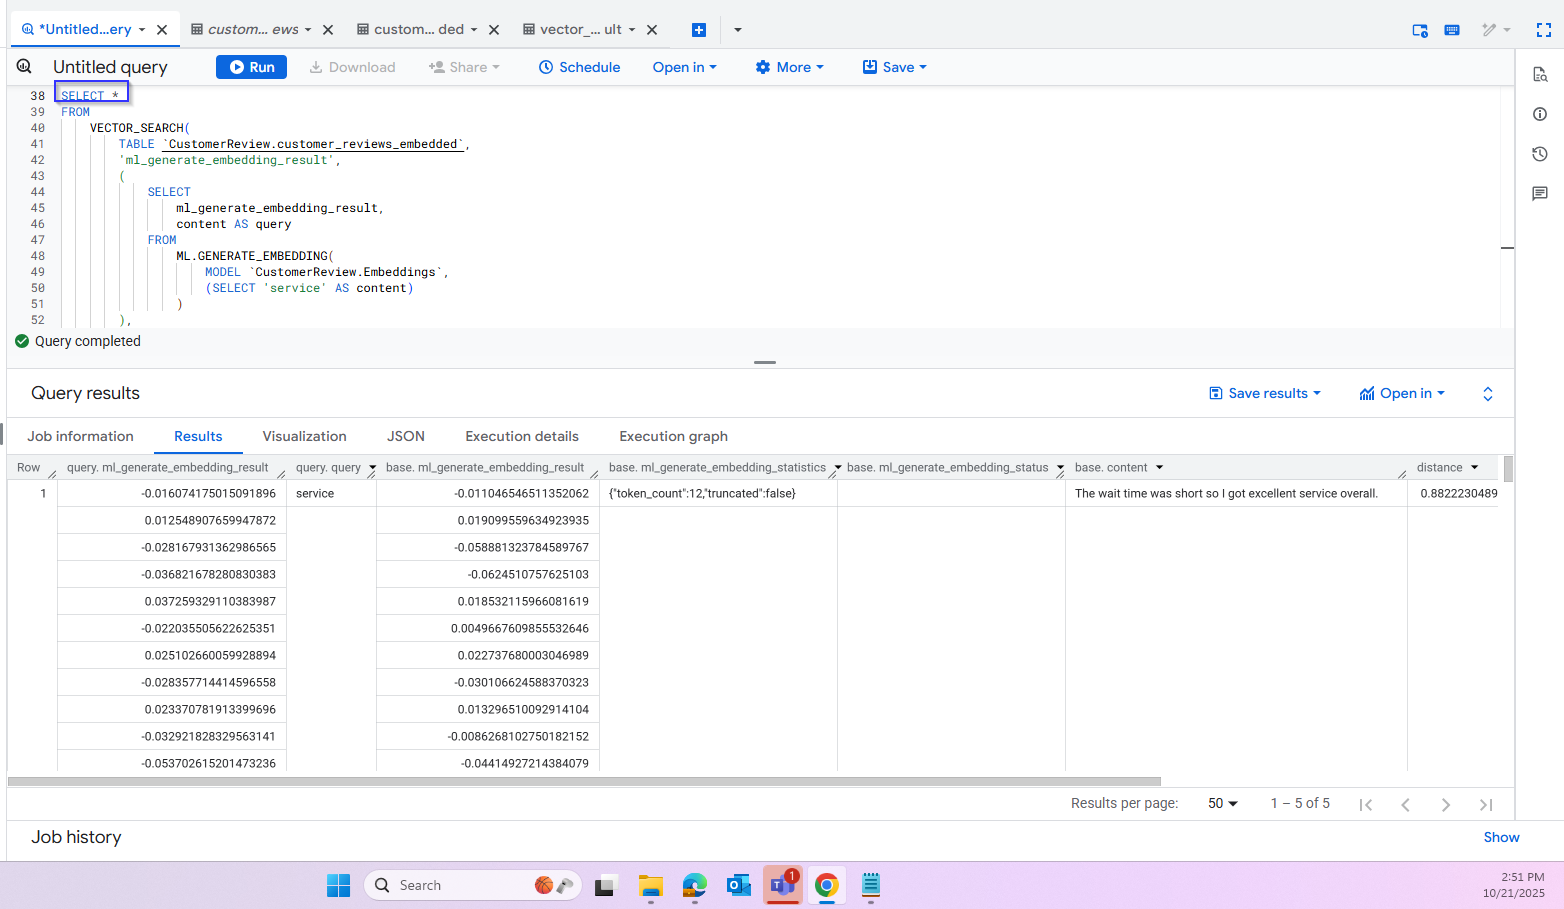 *Untitled...ery
custom... ews
custom... ded
vector_... ult
Untitled query
Run
Download
Share
Schedule
Open in
More
Save
38 SELECT *
39 FROM
40 VECTOR_SEARCH(
41 TABLE `CustomerReview.customer_reviews_embedded`,
42 'ml_generate_embedding_result',
43 (
44 SELECT
45 ml_generate_embedding_result,
46 content AS query
47 FROM
48 ML.GENERATE_EMBEDDING(
49 MODEL `CustomerReview.Embeddings`,
50 (SELECT 'service' AS content)
51 )
52 ),
Query completed
Query results
Save results
Open in
Job information
Results
Visualization
JSON
Execution details
Execution graph
Row query. ml_generate_embedding_result query. query base. ml_generate_embedding_result base. ml_generate_embedding_statistics base. ml_generate_embedding_status base. content distance
1 -0.016074175015091896 service -0.011046546511352062 {"token_count":12,"truncated":false} The wait time was short so I got excellent service overall. 0.8822230489
0.012548907659947872 0.019099559634923935
-0.028167931362986565 -0.058881323784589767
-0.036821678280830383 -0.0624510757625103
0.037259329110383987 0.018532115966081619
-0.022035505622625351 0.0049667609855532646
0.025102660059928894 0.022737680003046989
-0.028357714414596558 -0.030106624588370323
0.023370781913399696 0.013296510092914104
-0.032921828329563141 -0.0086268102750182152
-0.053702615201473236 -0.04414927214384079
Results per page: 50 1 – 5 of 5
Job history
Show
Search
1
2:51 PM
10/21/2025